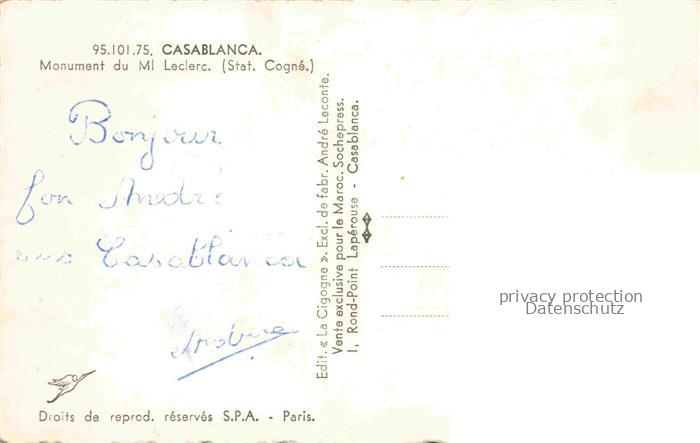 95.101.75. CASABLANCA.
Monument du Ml Leclerc. (Stat. Cogné.)
Bonjour
fon André
Casablanca
Edit. « La Cigogne ». Excl. de fabr. André Leconte.
Vente exclusive pour le Maroc. Sochepress.
1, Rond-Point Lapérouse - Casablanca.
privacy protection
Datenschutz
Droits de reprod. réservés S.P.A. - Paris.